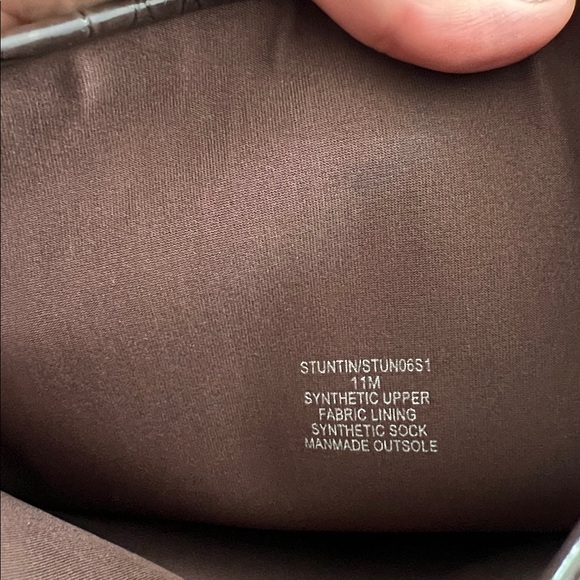 STUNTIN/STUN06S1
11M
SYNTHETIC UPPER
FABRIC LINING
SYNTHETIC SOCK
MANMADE OUTSOLE